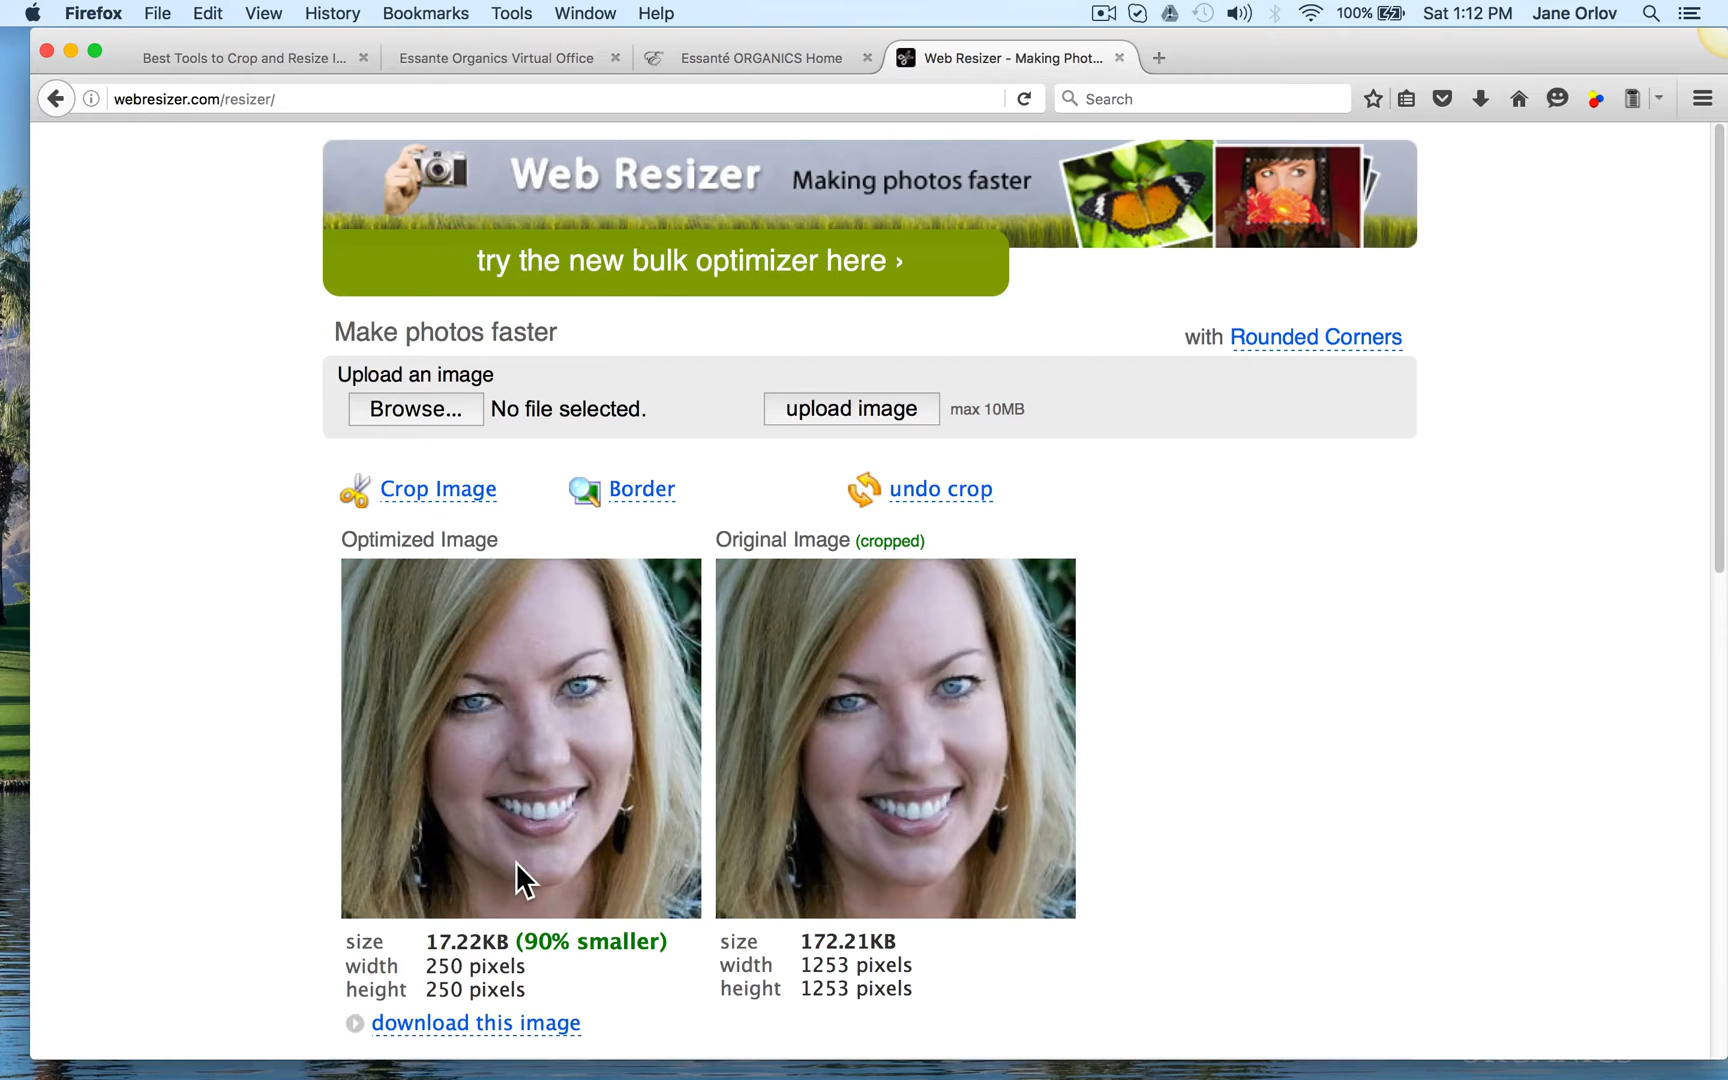 Firefox File Edit View History Bookmarks Tools Window Help 100% Sat 1:12 PM Jane Orlov
Best Tools to Crop and Resize I... Essante Organics Virtual Office Essanté ORGANICS Home Web Resizer - Making Phot...
webresizer.com/resizer/ Search
Web Resizer Making photos faster
try the new bulk optimizer here ›
Make photos faster with Rounded Corners
Upload an image
Browse... No file selected. upload image max 10MB
Crop Image Border undo crop
Optimized Image Original Image (cropped)
size 17.22KB (90% smaller) size 172.21KB
width 250 pixels width 1253 pixels
height 250 pixels height 1253 pixels
download this image